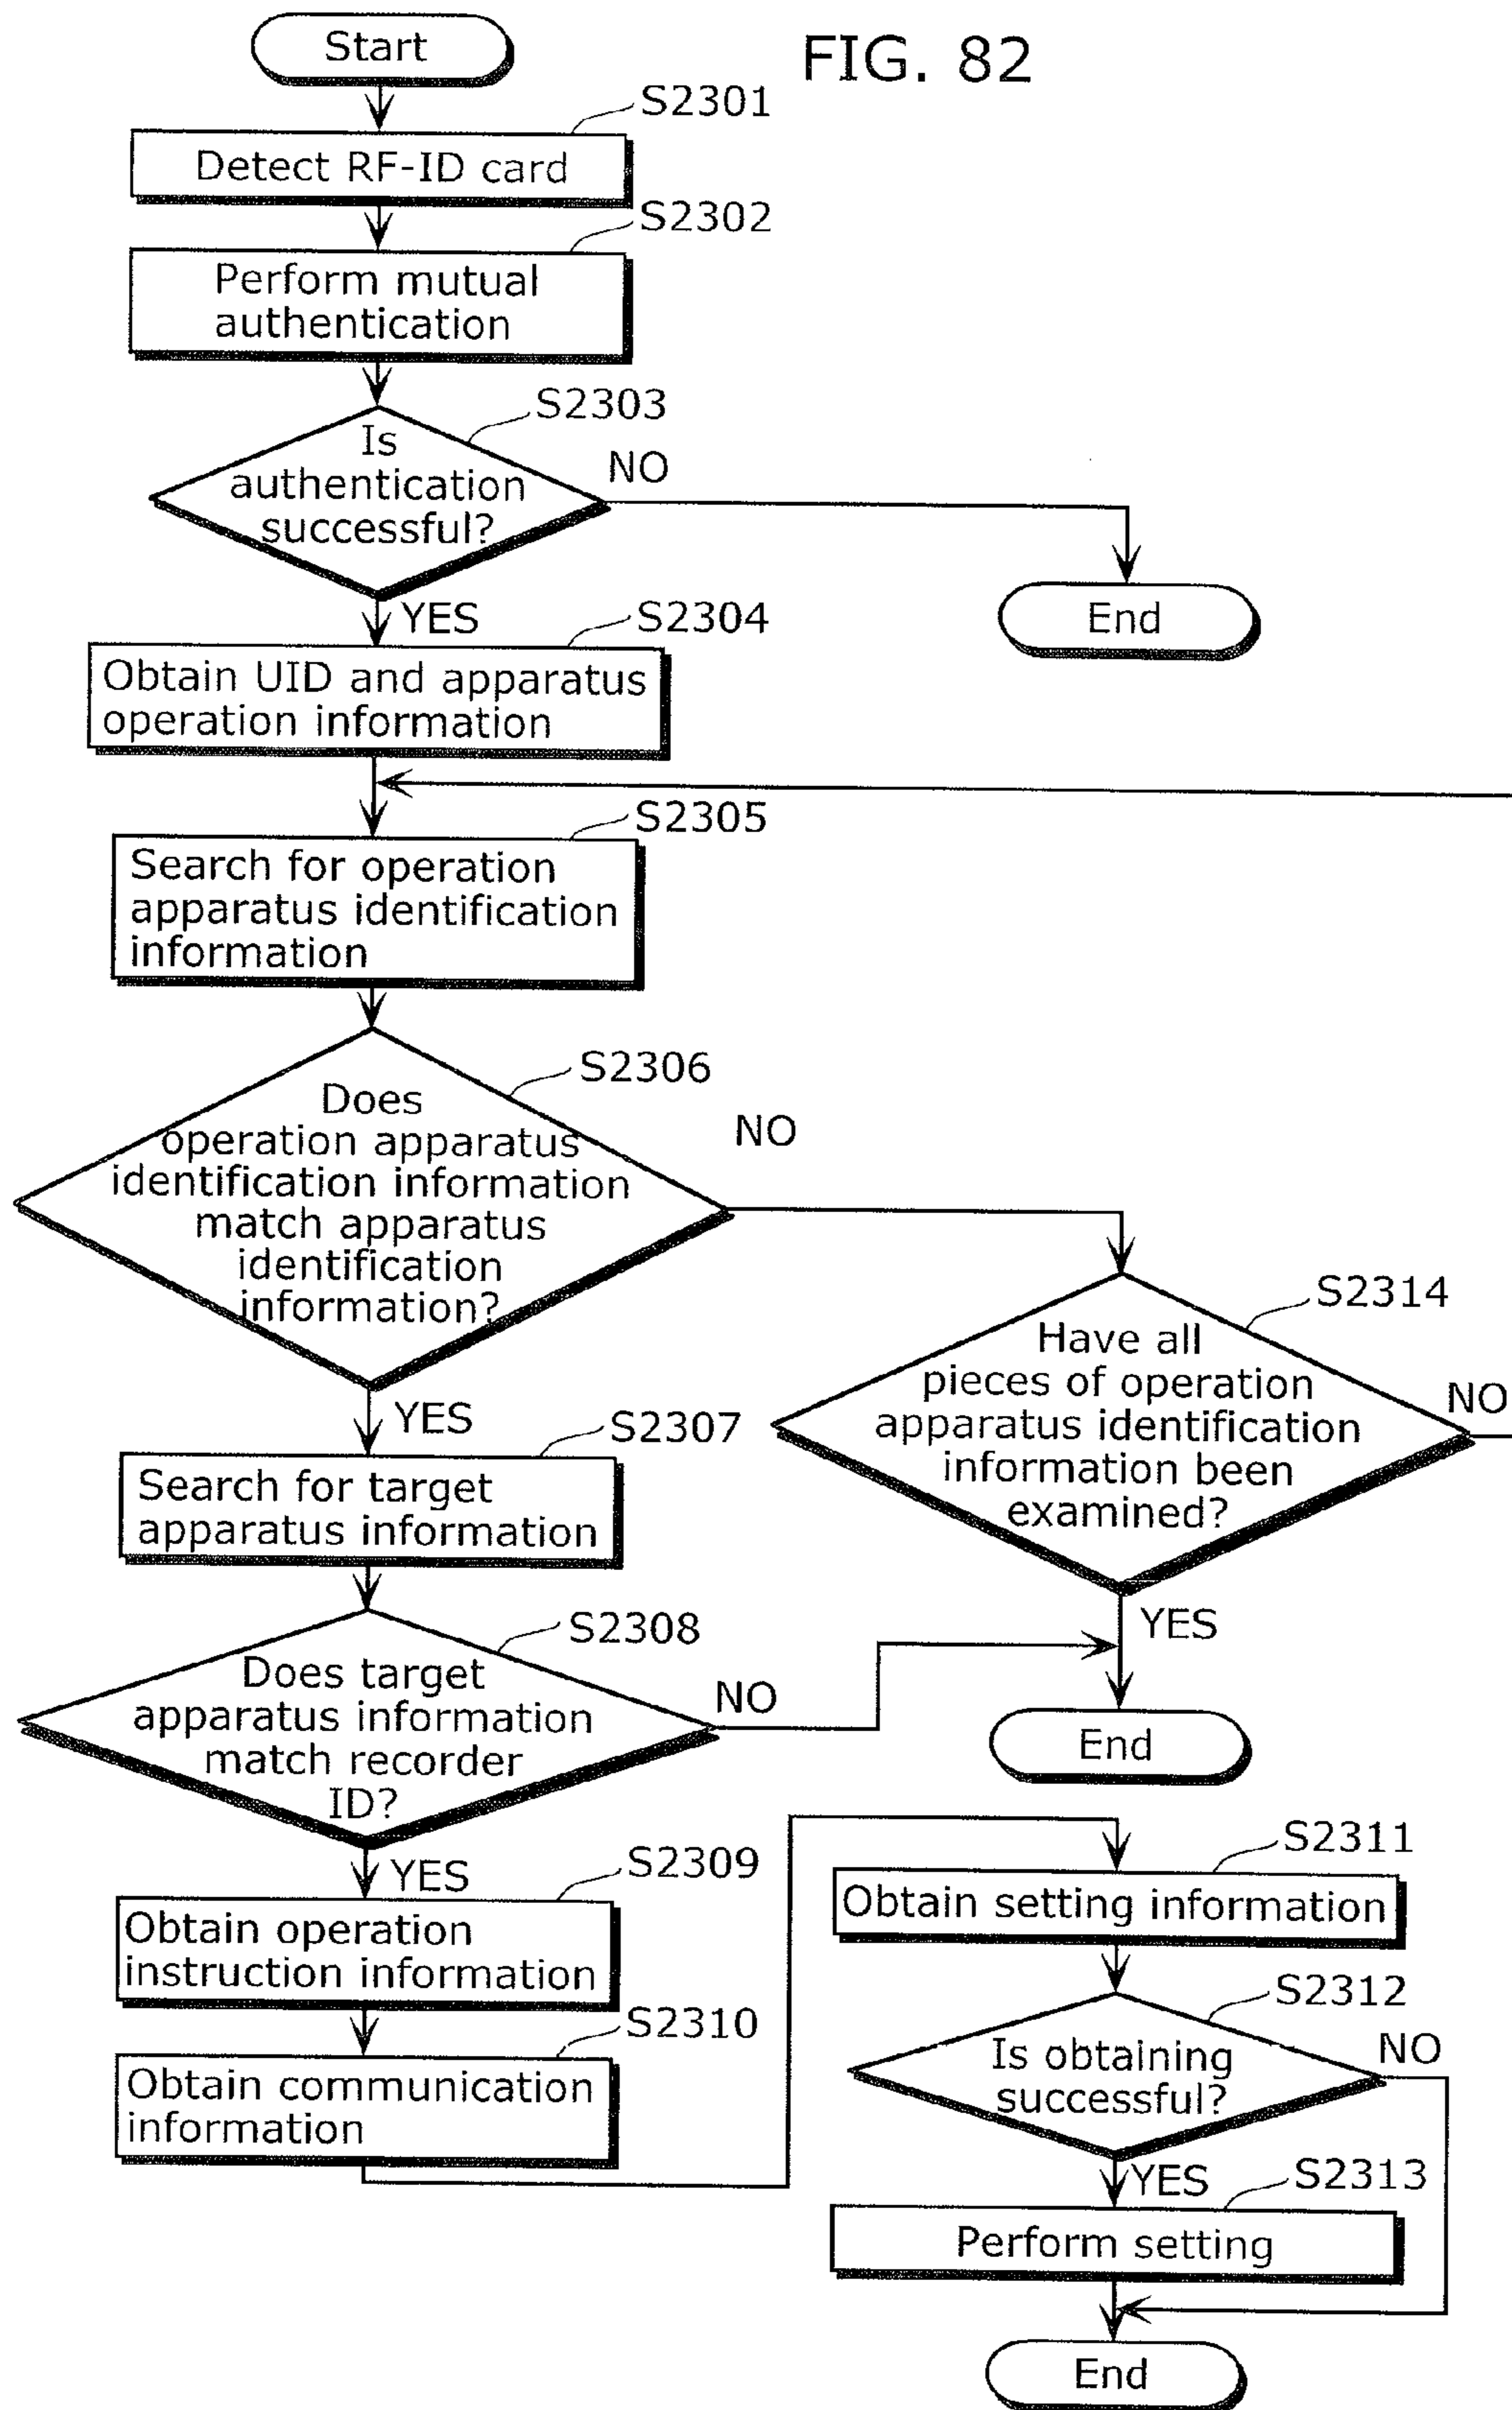 FIG. 82
Start
S2301
Detect RF-ID card
S2302
Perform mutual
authentication
S2303
Is
authentication
successful?
NO
End
YES
S2304
Obtain UID and apparatus
operation information
S2305
Search for operation
apparatus identification
information
S2306
Does
operation apparatus
identification information
match apparatus
identification
information?
NO
S2314
Have all
pieces of operation
apparatus identification
information been
examined?
NO
YES
End
YES
S2307
Search for target
apparatus information
S2308
Does target
apparatus information
match recorder
ID?
NO
YES
S2309
Obtain operation
instruction information
S2310
Obtain communication
information
S2311
Obtain setting information
S2312
Is obtaining
successful?
NO
YES
S2313
Perform setting
End